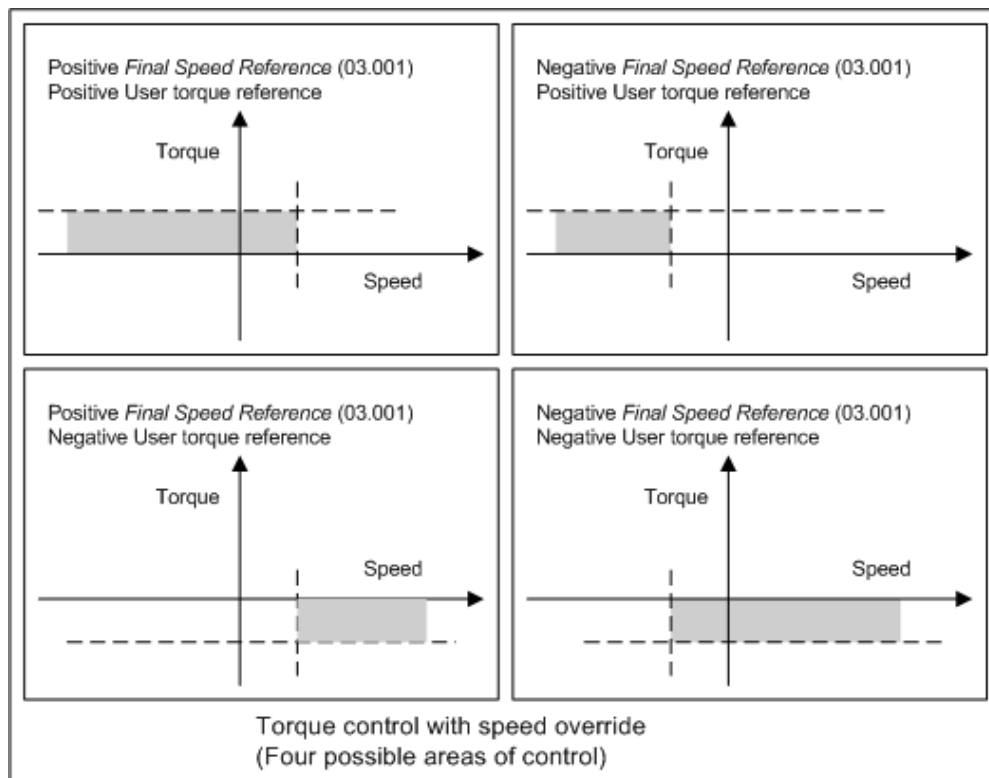 Positive Final Speed Reference (03.001)
Positive User torque reference
Torque
Speed
Negative Final Speed Reference (03.001)
Positive User torque reference
Torque
Speed
Positive Final Speed Reference (03.001)
Negative User torque reference
Torque
Speed
Negative Final Speed Reference (03.001)
Negative User torque reference
Torque
Speed
Torque control with speed override
(Four possible areas of control)